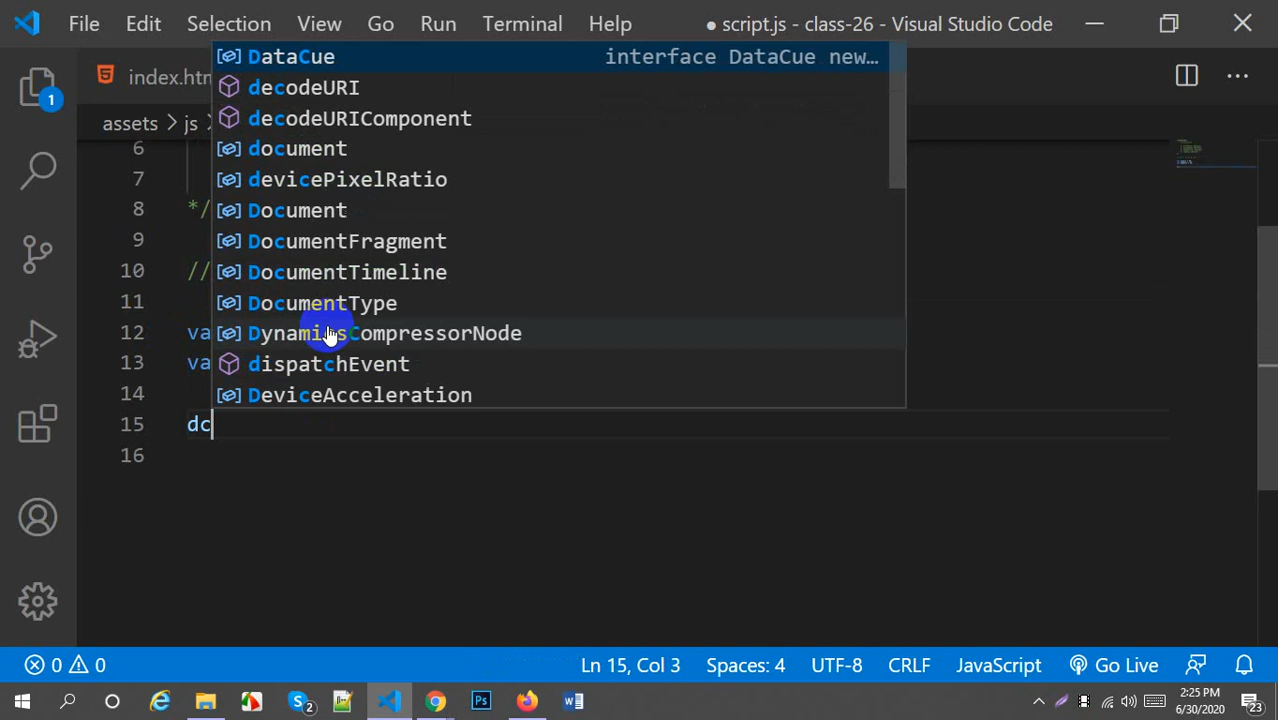 File Edit Selection View Go Run Terminal Help ● script.js - class-26 - Visual Studio Code
index.htm
DataCue interface DataCue new…
decodeURI
assets > js >
decodeURIComponent
6
document
7
devicePixelRatio
8 */
Document
9
DocumentFragment
10 //
DocumentTimeline
11
DocumentType
12 va
DynamicsCompressorNode
13 va
dispatchEvent
14
DeviceAcceleration
15 dc
16
1
0 0 Ln 15, Col 3 Spaces: 4 UTF-8 CRLF JavaScript Go Live
2:25 PM
6/30/2020
2
23
Ps